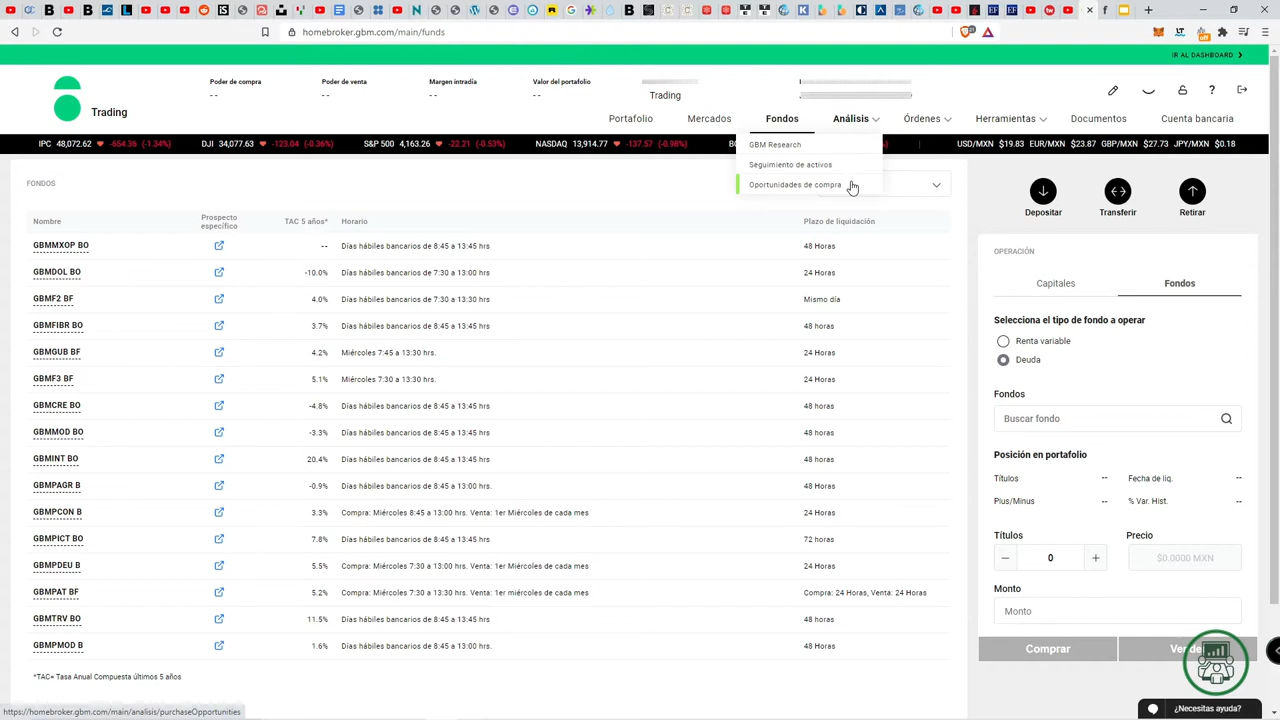 homebroker.gbm.com/main/funds
off
IR AL DASHBOARD
Trading
Poder de compra
Poder de venta
Margen intradía
Valor del portafolio
- -
- -
- -
- -
Trading
Portafolio
Mercados
Fondos
Análisis
Órdenes
Herramientas
Documentos
Cuenta bancaria
IPC 48,072.62 -654.36 (-1.34%)
DJI 34,077.63 -123.04 (-0.36%)
S&P 500 4,163.26 -22.21 (-0.53%)
NASDAQ 13,914.77 -137.57 (-0.98%)
USD/MXN $19.83 EUR/MXN $23.87 GBP/MXN $27.73 JPY/MXN $0.18
GBM Research
Seguimiento de activos
Oportunidades de compra
FONDOS
Nombre Prospecto específico TAC 5 años* Horario Plazo de liquidación
GBMMXOP BO -- Días hábiles bancarios de 8:45 a 13:45 hrs 48 Horas
GBMDOL BO -10.0% Días hábiles bancarios de 7:30 a 13:00 hrs 24 Horas
GBMF2 BF 4.0% Días hábiles bancarios de 7:30 a 13:30 hrs Mismo día
GBMFIBR BO 3.7% Días hábiles bancarios de 8:45 a 13:45 hrs 48 horas
GBMGUB BF 4.2% Miércoles 7:45 a 13:30 hrs. 24 Horas
GBMF3 BF 5.1% Miércoles 7:30 a 13:30 hrs. 24 Horas
GBMCRE BO -4.8% Días hábiles bancarios de 8:45 a 13:45 hrs 48 horas
GBMMOD BO -3.3% Días hábiles bancarios de 8:45 a 13:45 hrs 48 horas
GBMINT BO 20.4% Días hábiles bancarios de 8:45 a 13:45 hrs 48 horas
GBMPAGR B -0.9% Días hábiles bancarios de 8:45 a 13:00 hrs. 48 Horas
GBMPCON B 3.3% Compra: Miércoles 8:45 a 13:00 hrs. Venta: 1er Miércoles de cada mes 24 Horas
GBMPICT BO 7.8% Días hábiles bancarios de 8:45 a 13:45 hrs 72 horas
GBMPDEU B 5.5% Compra: Miércoles 7:30 a 13:00 hrs. Venta: 1er Miércoles de cada mes 24 Horas
GBMPAT BF 5.2% Compra: Miércoles 7:30 a 13:30 hrs. Venta: 1er miércoles de cada mes Compra: 24 Horas, Venta: 24 Horas
GBMTRV BO 11.5% Días hábiles bancarios de 8:45 a 13:45 hrs 48 horas
GBMPMOD B 1.6% Días hábiles bancarios de 8:45 a 13:00 hrs. 48 Horas
*TAC= Tasa Anual Compuesta últimos 5 años
Depositar
Transferir
Retirar
OPERACIÓN
Capitales
Fondos
Selecciona el tipo de fondo a operar
Renta variable
Deuda
Fondos
Buscar fondo
Posición en portafolio
Títulos -- Fecha de liq. --
Plus/Minus -- % Var. Hist. --
Títulos Precio
0 $0.0000 MXN
Monto
Monto
Comprar
https://homebroker.gbm.com/main/analisis/purchaseOpportunities
¿Necesitas ayuda?